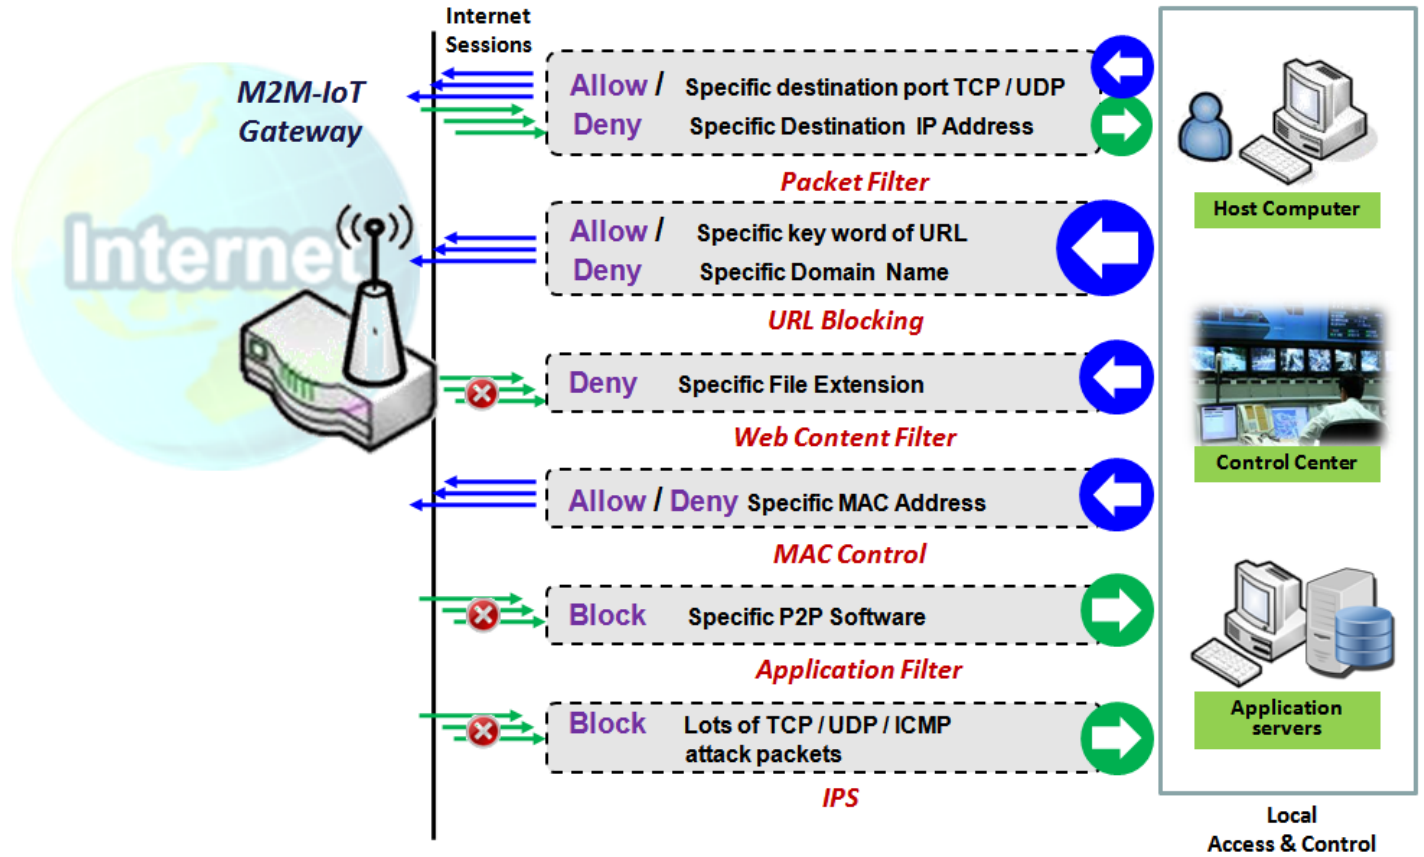 Internet
Sessions
M2M-IoT
Gateway
Internet
Allow / Specific destination port TCP / UDP
Deny Specific Destination IP Address
Packet Filter
Allow / Specific key word of URL
Deny Specific Domain Name
URL Blocking
Deny Specific File Extension
Web Content Filter
Allow / Deny Specific MAC Address
MAC Control
Block Specific P2P Software
Application Filter
Block Lots of TCP / UDP / ICMP
attack packets
IPS
Host Computer
Control Center
Application
servers
Local
Access & Control